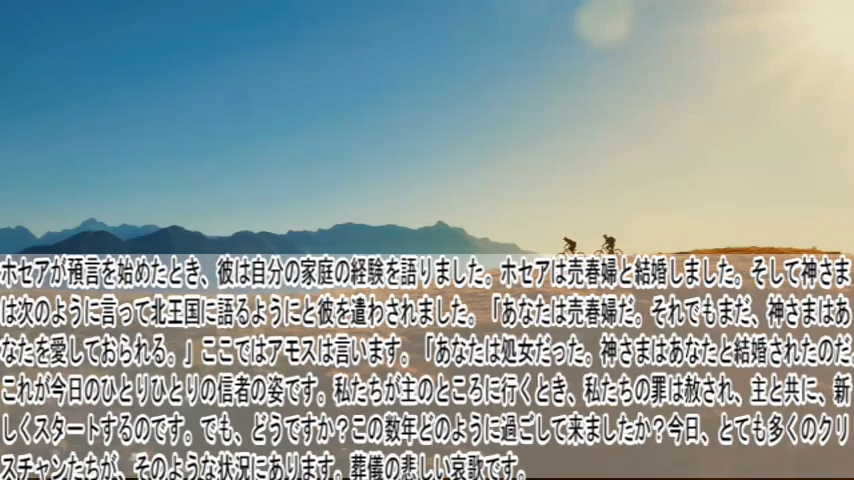 ホセアが預言を始めたとき、彼は自分の家庭の経験を語りました。ホセアは売春婦と結婚しました。そして神さま
は次のように言って北王国に語るようにと彼を遣わされました。「あなたは売春婦だ。それでもまだ、神さまはあ
なたを愛しておられる。」ここではアモスは言います。「あなたは処女だった。神さまはあなたと結婚されたのだ。
これが今日のひとりひとりの信者の姿です。私たちが主のところに行くとき、私たちの罪は赦され、主と共に、新
しくスタートするのです。でも、どうですか？この数年どのように過ごして来ましたか？今日、とても多くのクリ
スチャンたちが、そのような状況にあります。葬儀の悲しい哀歌です。